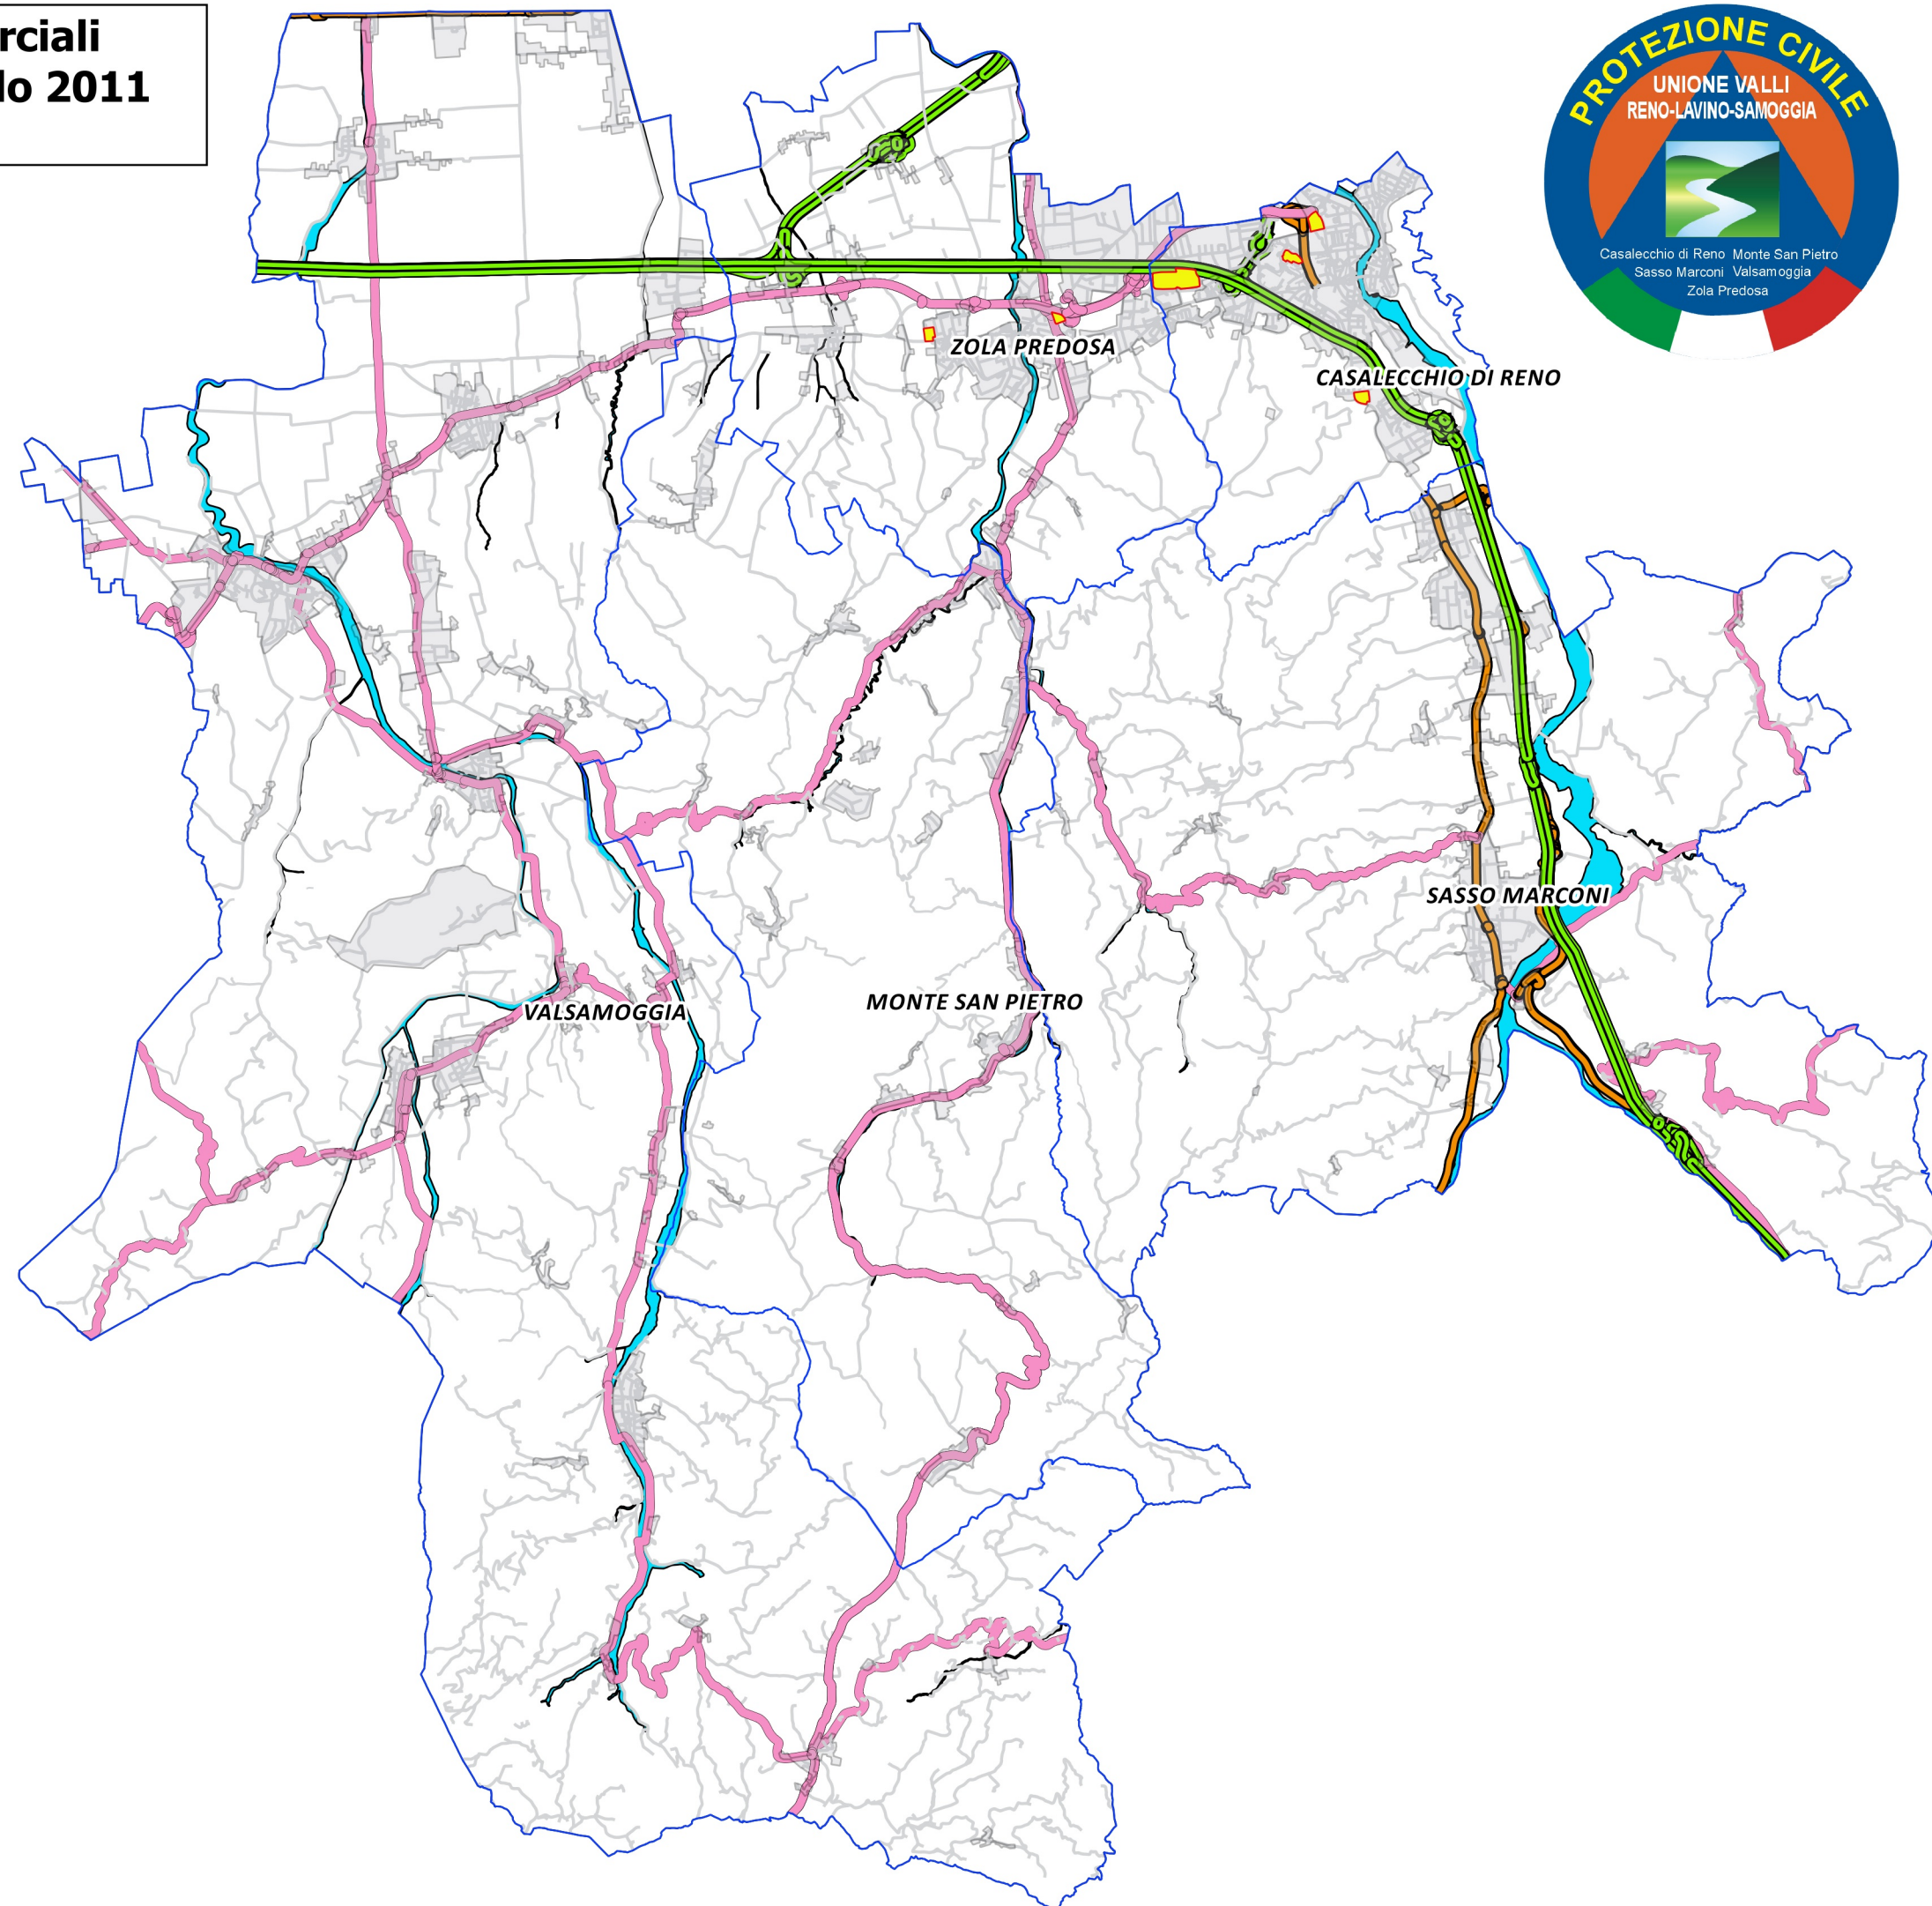 rciali
lo 2011
PROTEZIONE CIVILE
UNIONE VALLI
RENO-LAVINO-SAMOGGIA
Casalecchio di Reno Monte San Pietro
Sasso Marconi Valsamoggia
Zola Predosa
ZOLA PREDOSA
CASALECCHIO DI RENO
SASSO MARCONI
MONTE SAN PIETRO
VALSAMOGGIA